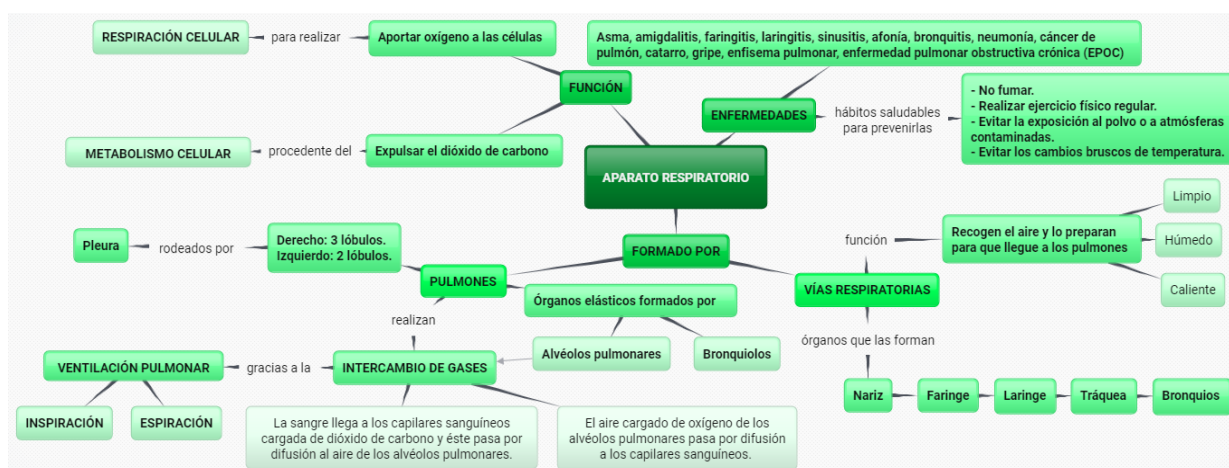 RESPIRACIÓN CELULAR
para realizar
Aportar oxígeno a las células
FUNCIÓN
Asma, amigdalitis, faringitis, laringitis, sinusitis, afonía, bronquitis, neumonía, cáncer de
pulmón, catarro, gripe, enfisema pulmonar, enfermedad pulmonar obstructiva crónica (EPOC)
ENFERMEDADES
hábitos saludables
para prevenirlas
- No fumar.
- Realizar ejercicio físico regular.
- Evitar la exposición al polvo o a atmósferas
contaminadas.
- Evitar los cambios bruscos de temperatura.
METABOLISMO CELULAR
procedente del
Expulsar el dióxido de carbono
APARATO RESPIRATORIO
FORMADO POR
Pleura
rodeados por
Derecho: 3 lóbulos.
Izquierdo: 2 lóbulos.
PULMONES
Órganos elásticos formados por
Alvéolos pulmonares
Bronquiolos
realizan
VENTILACIÓN PULMONAR
gracias a la
INTERCAMBIO DE GASES
INSPIRACIÓN
ESPIRACIÓN
La sangre llega a los capilares sanguíneos
cargada de dióxido de carbono y éste pasa por
difusión al aire de los alvéolos pulmonares.
El aire cargado de oxígeno de los
alvéolos pulmonares pasa por difusión
a los capilares sanguíneos.
VÍAS RESPIRATORIAS
función
Recogen el aire y lo preparan
para que llegue a los pulmones
Limpio
Húmedo
Caliente
órganos que las forman
Nariz
Faringe
Laringe
Tráquea
Bronquios